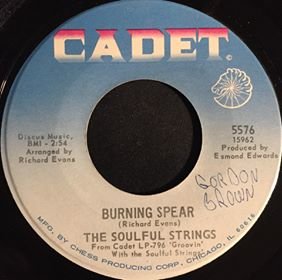 CADET
Discus Music,
BMI - 2:54
Arranged by
Richard Evans
5576
15962
Produced by
Esmond Edwards
GORDON
BROWN
BURNING SPEAR
(Richard Evans)
THE SOULFUL STRINGS
From Cadet LP-796 'Groovin'
With the Soulful Strings'
MFG. BY CHESS PRODUCING CORP., CHICAGO, ILL. 60616